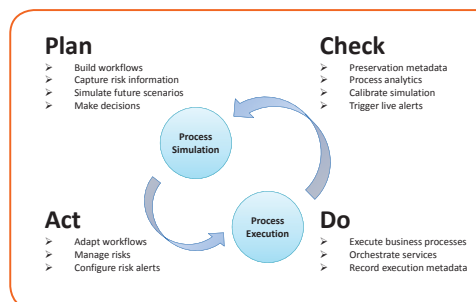 Plan
➢ Build workflows
➢ Capture risk information
➢ Simulate future scenarios
➢ Make decisions
Check
➢ Preservation metadata
➢ Process analytics
➢ Calibrate simulation
➢ Trigger live alerts
Process
Simulation
Process
Execution
Act
➢ Adapt workflows
➢ Manage risks
➢ Configure risk alerts
Do
➢ Execute business processes
➢ Orchestrate services
➢ Record execution metadata